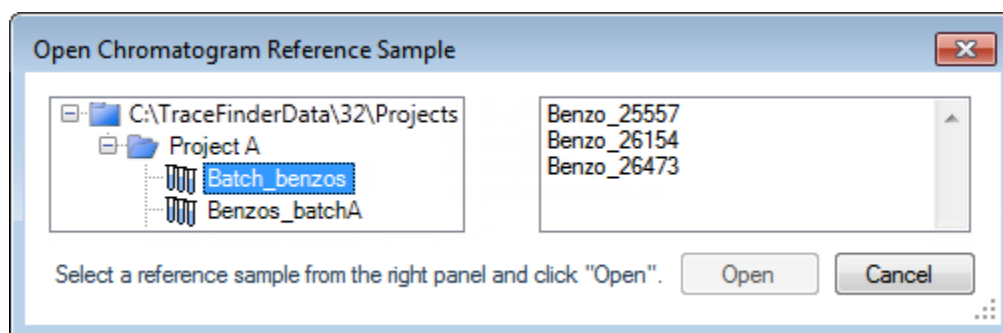 Open Chromatogram Reference Sample
C:\TraceFinderData\32\Projects
Project A
Batch_benzos
Benzos_batchA
Benzo_25557
Benzo_26154
Benzo_26473
Select a reference sample from the right panel and click "Open".
Open
Cancel